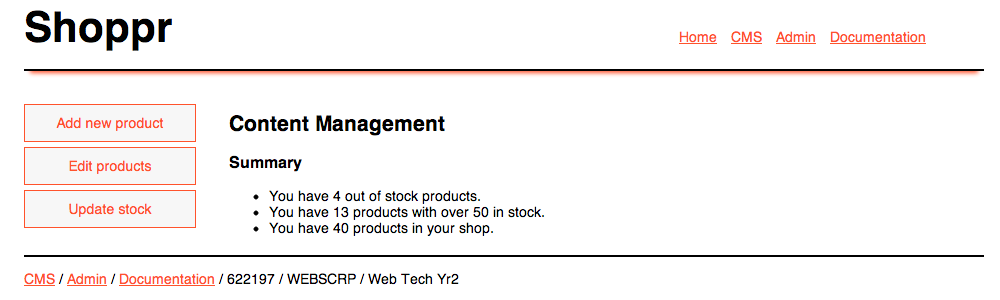 Shoppr
Home CMS Admin Documentation
Add new product
Edit products
Update stock
Content Management
Summary
• You have 4 out of stock products.
• You have 13 products with over 50 in stock.
• You have 40 products in your shop.
CMS / Admin / Documentation / 622197 / WEBSCRP / Web Tech Yr2